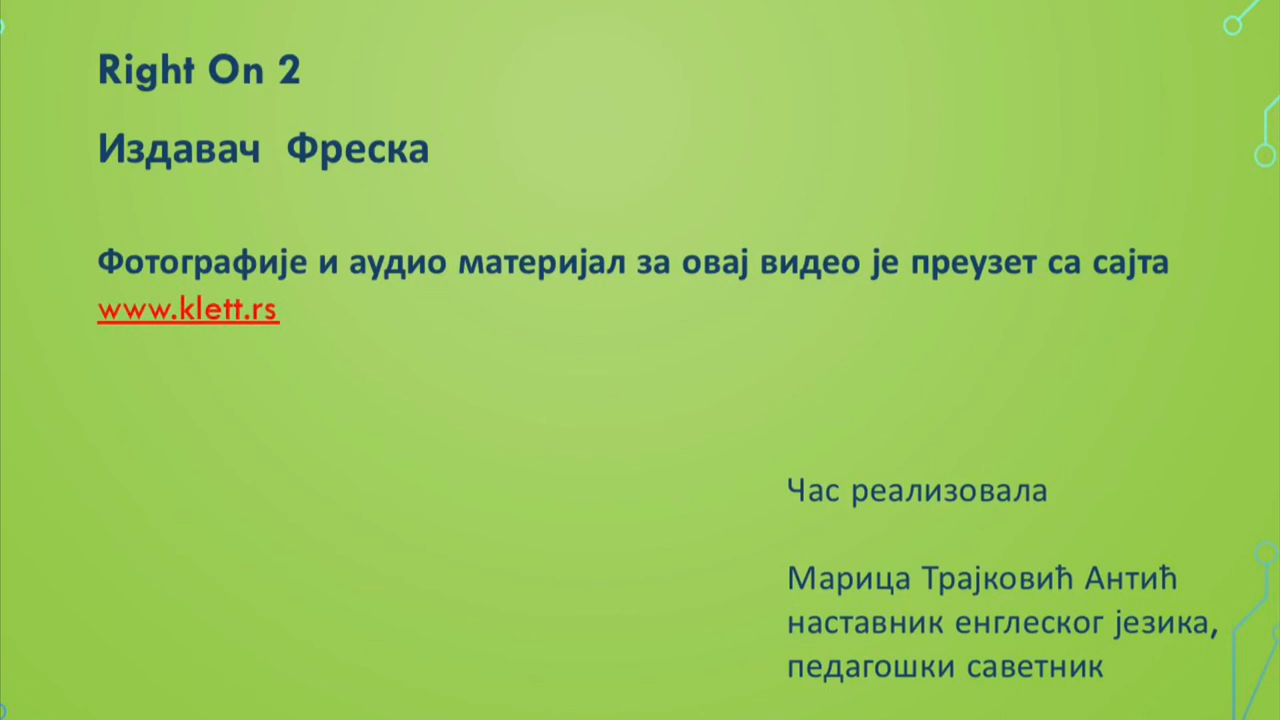 Right On 2
Издавач Фреска
Фотографије и аудио материјал за овај видео је преузет са сајта
www.klett.rs
Час реализовала
Марица Трајковић Антић
наставник енглеског језика,
педагошки саветник